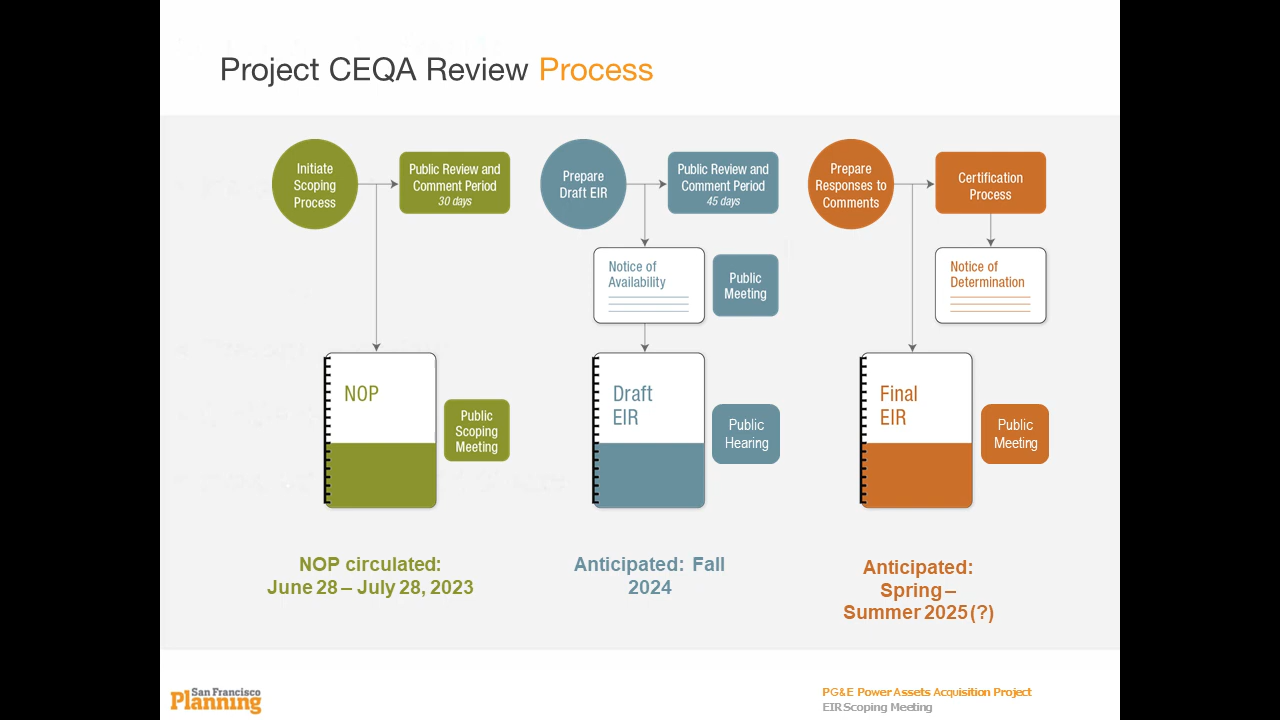 Project CEQA Review Process
Initiate
Scoping
Process
Public Review and
Comment Period
30 days
NOP
Public
Scoping
Meeting
NOP circulated:
June 28 – July 28, 2023
Prepare
Draft EIR
Public Review and
Comment Period
45 days
Notice of
Availability
Public
Meeting
Draft
EIR
Public
Hearing
Anticipated: Fall
2024
Prepare
Responses to
Comments
Certification
Process
Notice of
Determination
Final
EIR
Public
Meeting
Anticipated:
Spring –
Summer 2025 (?)
San Francisco
Planning
PG&E Power Assets Acquisition Project
EIR Scoping Meeting